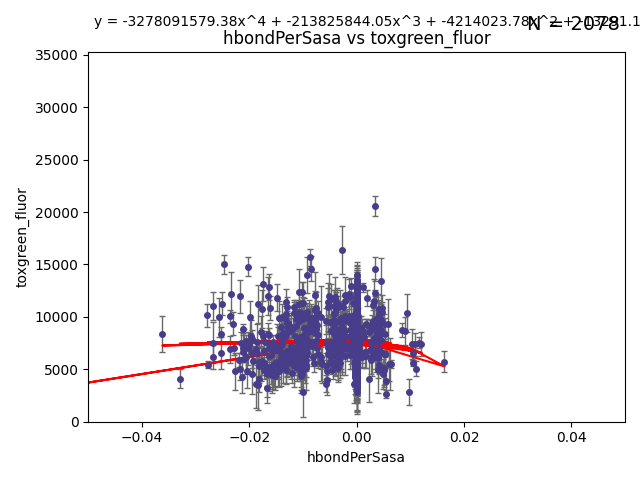 y = -3278091579.38x^4 + -213825844.05x^3 + -4214023.78x^2 +
N = 2078
hbondPerSasa vs toxgreen_fluor
35000
30000
25000
20000
15000
10000
5000
0
toxgreen_fluor
−0.04 −0.02 0.00 0.02 0.04
hbondPerSasa